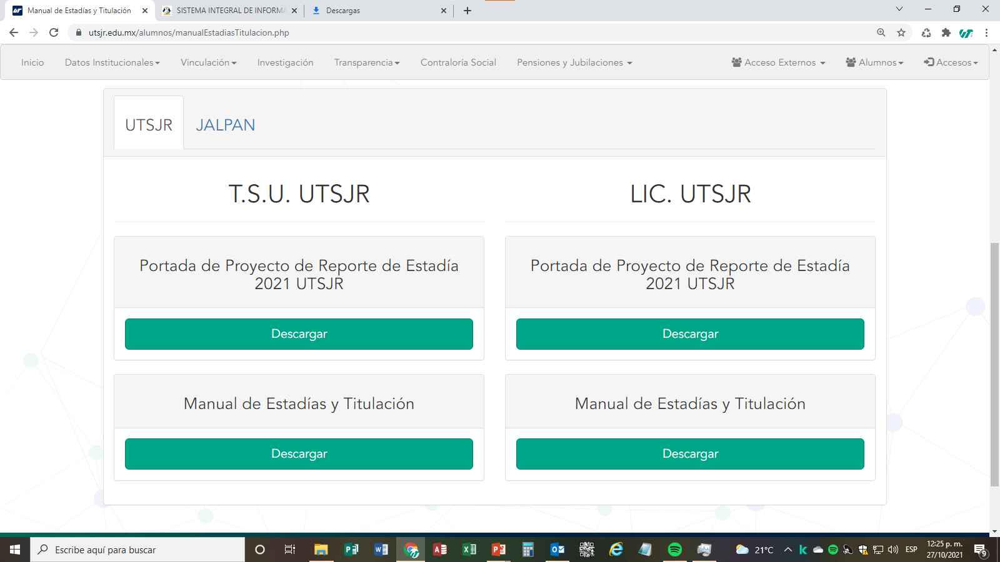 Manual de Estadías y Titulación
SISTEMA INTEGRAL DE INFORMA
Descargas
utsjr.edu.mx/alumnos/manualEstadiasTitulacion.php
Inicio
Datos Institucionales
Vinculación
Investigación
Transparencia
Contraloría Social
Pensiones y Jubilaciones
Acceso Externos
Alumnos
Accesos
UTSJR
JALPAN
T.S.U. UTSJR
Portada de Proyecto de Reporte de Estadía
2021 UTSJR
Descargar
Manual de Estadías y Titulación
Descargar
LIC. UTSJR
Portada de Proyecto de Reporte de Estadía
2021 UTSJR
Descargar
Manual de Estadías y Titulación
Descargar
Escribe aquí para buscar
21°C
ESP
12:25 p. m.
27/10/2021
9